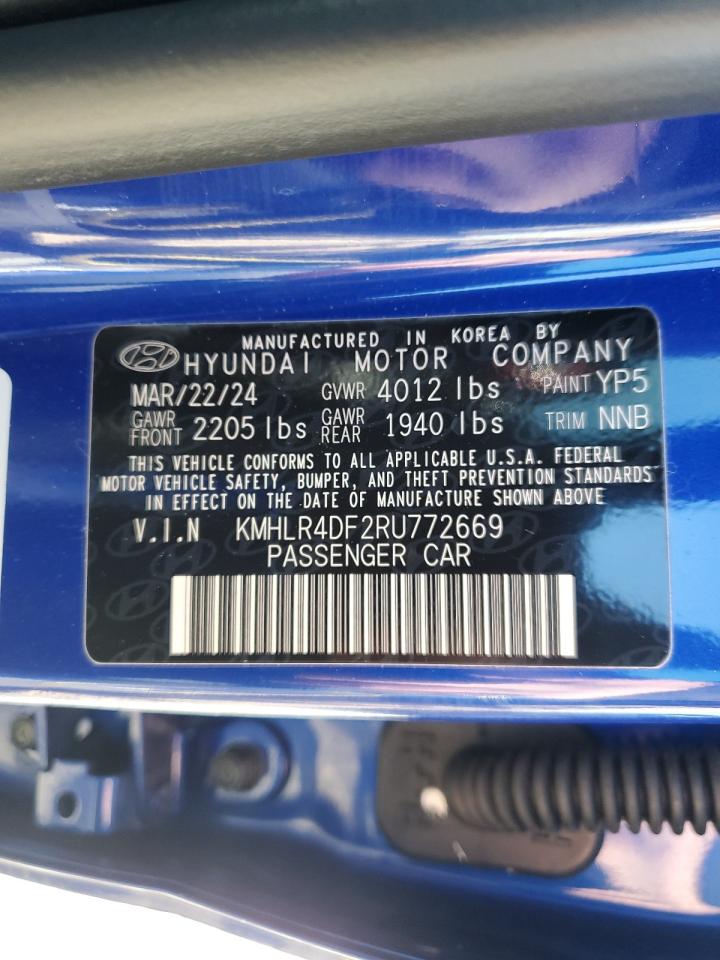 MANUFACTURED IN KOREA BY
HYUNDAI MOTOR COMPANY
MAR/22/24 GVWR 4012 lbs PAINT YP5
GAWR FRONT 2205 lbs GAWR REAR 1940 lbs TRIM NNB
THIS VEHICLE CONFORMS TO ALL APPLICABLE U.S.A. FEDERAL
MOTOR VEHICLE SAFETY, BUMPER, AND THEFT PREVENTION STANDARDS
IN EFFECT ON THE DATE OF MANUFACTURE SHOWN ABOVE
V.I.N KMHLR4DF2RU772669
PASSENGER CAR